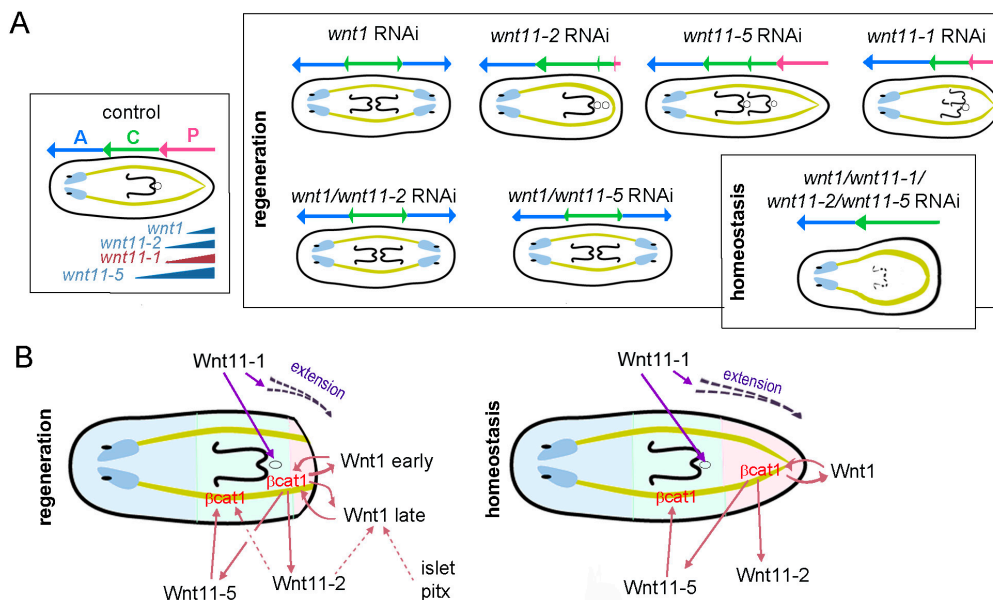 A
control
A C P
wnt1
wnt11-2
wnt11-1
wnt11-5
regeneration
wnt1 RNAi
wnt11-2 RNAi
wnt11-5 RNAi
wnt11-1 RNAi
wnt1/wnt11-2 RNAi
wnt1/wnt11-5 RNAi
homeostasis
wnt1/wnt11-1/
wnt11-2/wnt11-5 RNAi
B
regeneration
Wnt11-1
extension
βcat1
βcat1
Wnt1 early
Wnt1 late
Wnt11-5
Wnt11-2
islet
pitx
homeostasis
Wnt11-1
extension
βcat1
βcat1
Wnt1
Wnt11-5
Wnt11-2